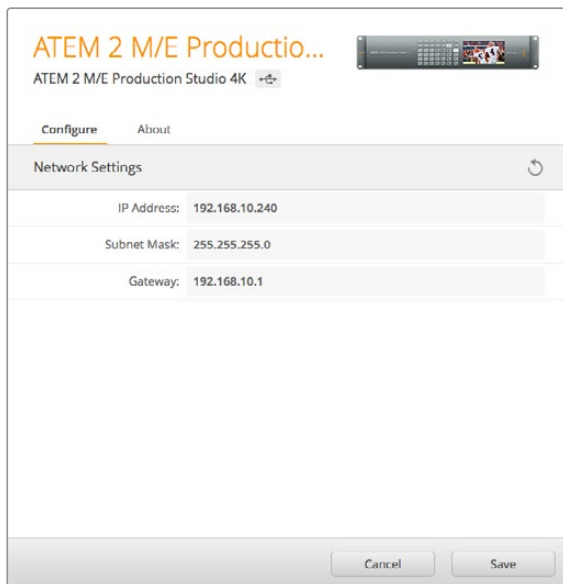 ATEM 2 M/E Productio...
ATEM 2 M/E Production Studio 4K
Configure About
Network Settings
IP Address: 192.168.10.240
Subnet Mask: 255.255.255.0
Gateway: 192.168.10.1
Cancel Save